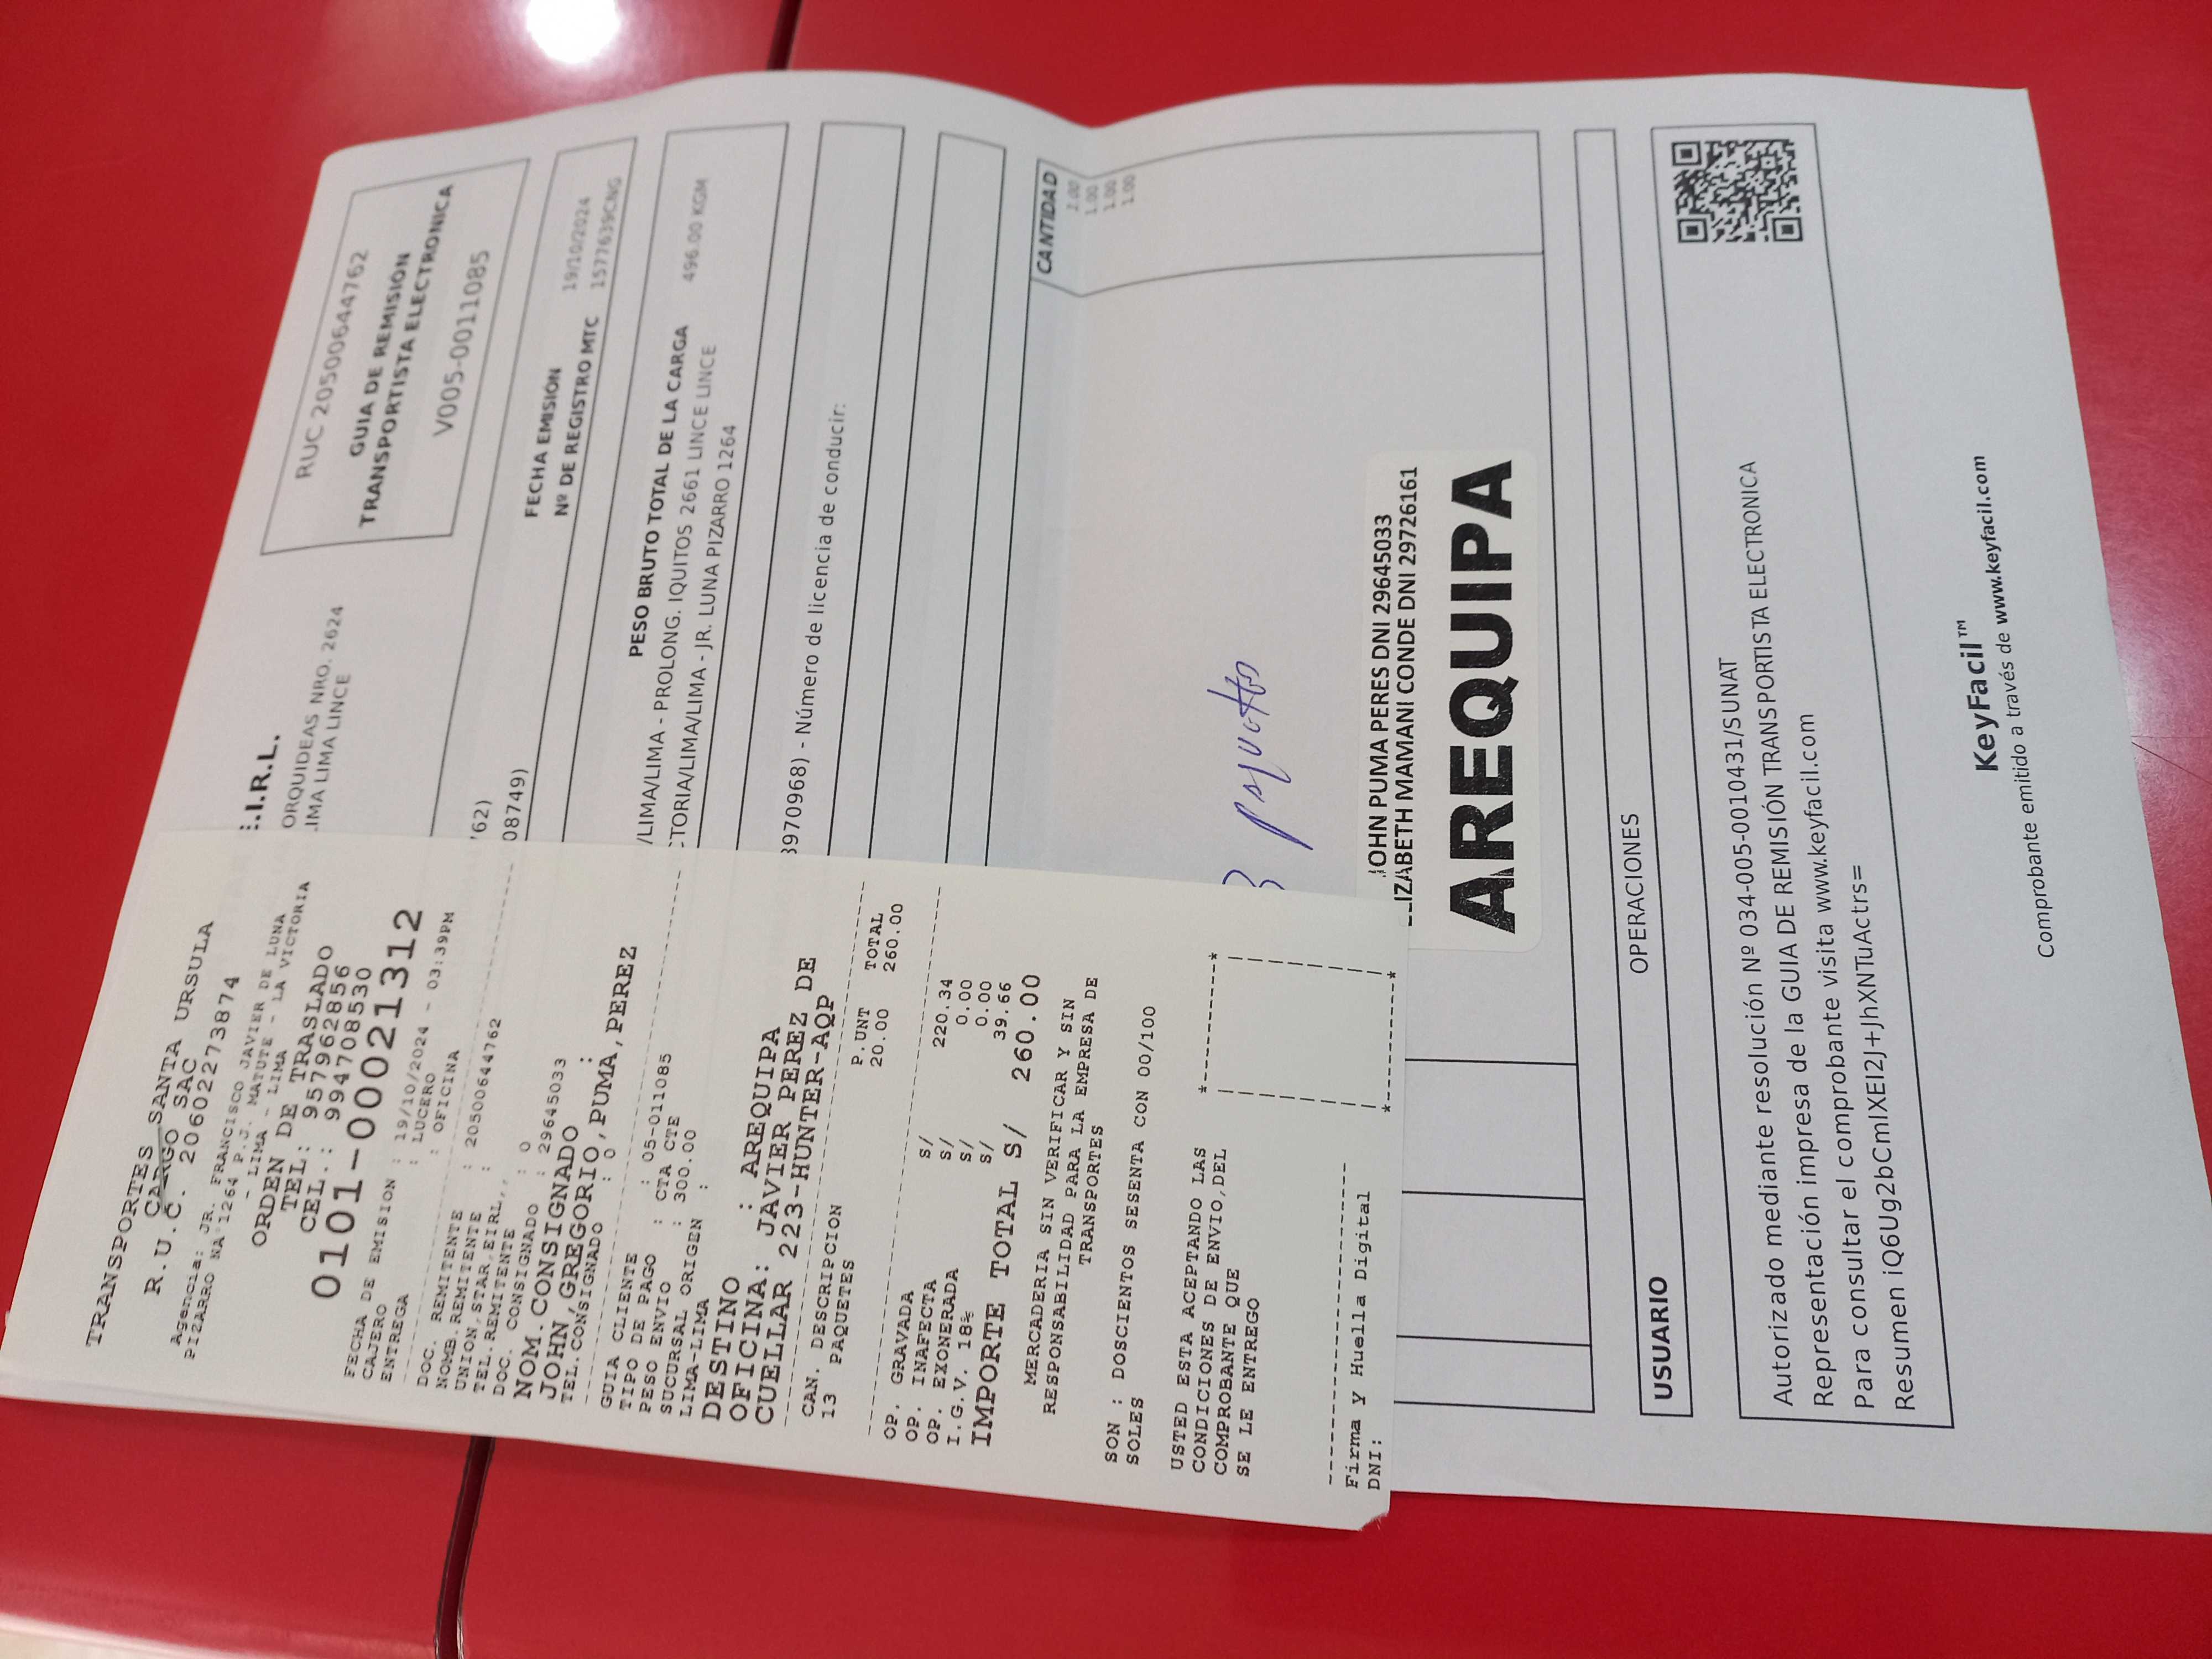 TRANSPORTES SANTA URSULA
CARGO SAC
R.U.C. 20602273874
Agencia: JR. FRANCISCO JAVIER DE LUNA
PIZARRO NA°1264 P.J. MATUTE - LA VICTORIA
- LIMA - LIMA
ORDEN DE TRASLADO
TEL: 957962856
CEL.: 994708530
0101-00021312
FECHA DE EMISION : 19/10/2024 - 03:39PM
CAJERO : LUCERO
ENTREGA : OFICINA
DOC. REMITENTE : 20500644762
NOMB.REMITENTE :
UNION,STAR,EIRL,,
TEL.REMITENTE :
DOC. CONSIGNADO : 29645033
NOM.CONSIGNADO :
JOHN,GREGORIO,PUMA,PEREZ
TEL.CONSIGNADO : 0
GUIA CLIENTE : 05-011085
TIPO DE PAGO : CTA CTE
PESO ENVIO : 300.00
SUCURSAL ORIGEN :
LIMA-LIMA
DESTINO : AREQUIPA
OFICINA: JAVIER PEREZ DE
CUELLAR 223-HUNTER-AQP
CAN. DESCRIPCION P.UNT TOTAL
13 PAQUETES 20.00 260.00
OP. GRAVADA S/ 220.34
OP. INAFECTA S/ 0.00
OP. EXONERADA S/ 0.00
I.G.V. 18% S/ 39.66
IMPORTE TOTAL S/ 260.00
MERCADERIA SIN VERIFICAR Y SIN
RESPONSABILIDAD PARA LA EMPRESA DE
TRANSPORTES
SON : DOSCIENTOS SESENTA CON 00/100
SOLES
USTED ESTA ACEPTANDO LAS
CONDICIONES DE ENVIO,DEL
COMPROBANTE QUE
SE LE ENTREGO
Firma y Huella Digital
DNI:
E.I.R.L.
ORQUIDEAS NRO. 2624
LIMA LIMA LINCE
RUC 20500644762
GUIA DE REMISIÓN
TRANSPORTISTA ELECTRONICA
V005-00111085
62)
08749)
FECHA EMISIÓN 19/10/2024
Nº DE REGISTRO MTC 1577639CNG
PESO BRUTO TOTAL DE LA CARGA 496.00 KGM
/LIMA/LIMA - PROLONG. IQUITOS 2661 LINCE LINCE
CTORIA/LIMA/LIMA - JR. LUNA PIZARRO 1264
3970968) - Número de licencia de conducir:
CANTIDAD
1.00
1.00
1.00
3
JOHN PUMA PERES DNI 29645033
ELIZABETH MAMANI CONDE DNI 29726161
AREQUIPA
OPERACIONES
USUARIO
Autorizado mediante resolución Nº 034-005-0010431/SUNAT
Representación impresa de la GUIA DE REMISIÓN TRANSPORTISTA ELECTRONICA
Para consultar el comprobante visita www.keyfacil.com
Resumen iQ6Ug2bCmIXEI2J+JhXNTuActrs=
KeyFacil™
Comprobante emitido a través de www.keyfacil.com